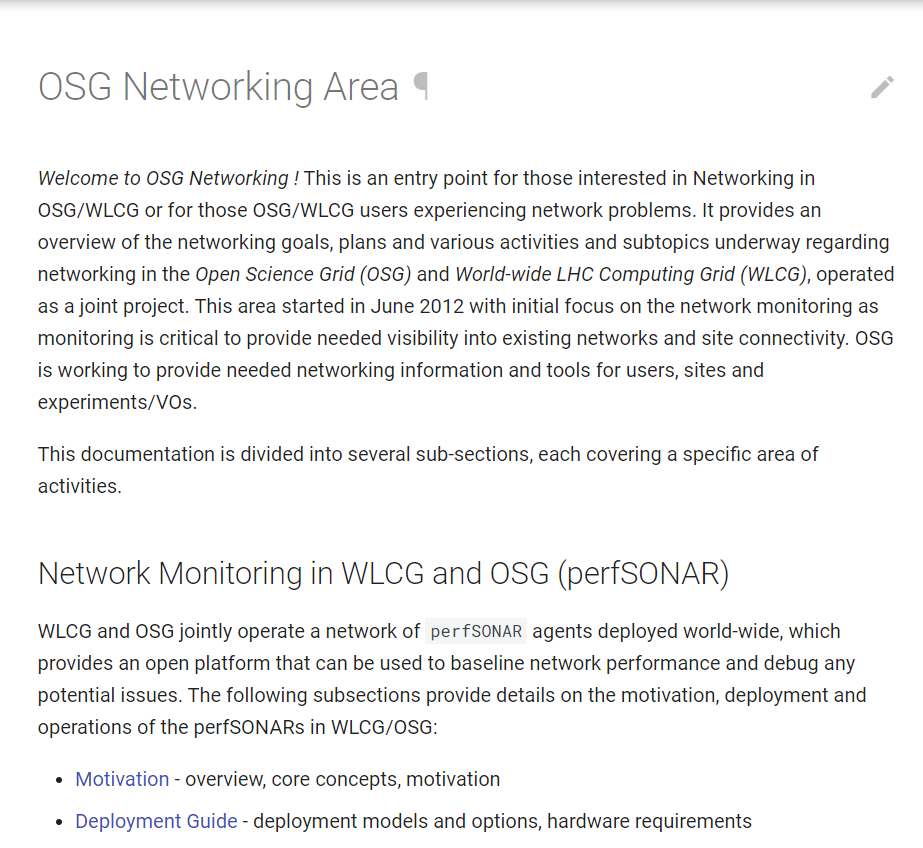 OSG Networking Area ¶
Welcome to OSG Networking ! This is an entry point for those interested in Networking in
OSG/WLCG or for those OSG/WLCG users experiencing network problems. It provides an
overview of the networking goals, plans and various activities and subtopics underway regarding
networking in the Open Science Grid (OSG) and World-wide LHC Computing Grid (WLCG), operated
as a joint project. This area started in June 2012 with initial focus on the network monitoring as
monitoring is critical to provide needed visibility into existing networks and site connectivity. OSG
is working to provide needed networking information and tools for users, sites and
experiments/VOs.
This documentation is divided into several sub-sections, each covering a specific area of
activities.
Network Monitoring in WLCG and OSG (perfSONAR)
WLCG and OSG jointly operate a network of perfSONAR agents deployed world-wide, which
provides an open platform that can be used to baseline network performance and debug any
potential issues. The following subsections provide details on the motivation, deployment and
operations of the perfSONARs in WLCG/OSG:
• Motivation - overview, core concepts, motivation
• Deployment Guide - deployment models and options, hardware requirements